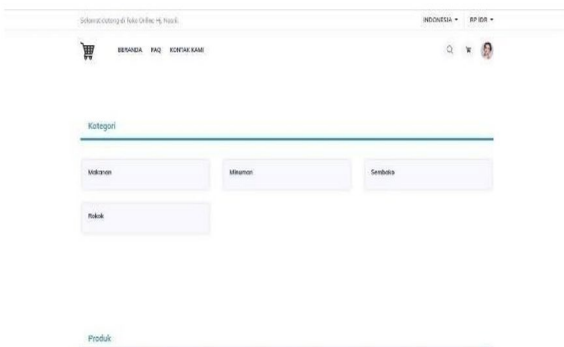 Selamat datang di Toko Online Hj.
INDONESIA RP IDR
BERANDA FAQ KONTAK KAMI
Kategori
Makanan Minuman Sembako
Rokok
Produk